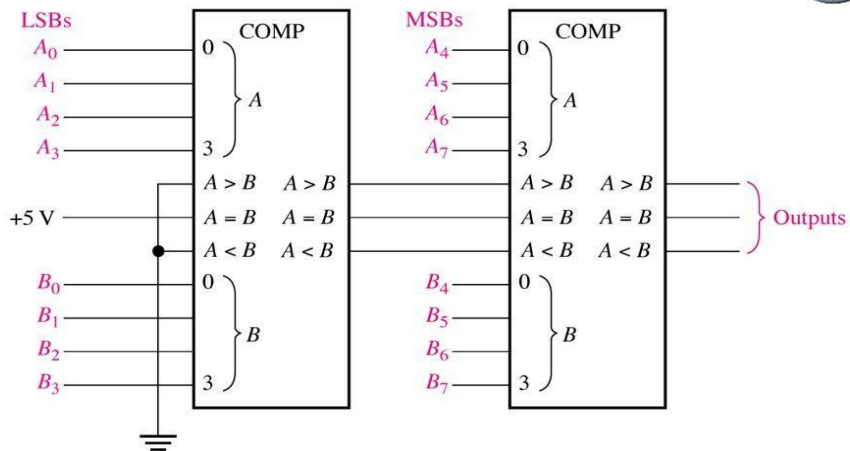 LSBs
A0
A1
A2
A3
+5 V
B0
B1
B2
B3
COMP
0
A
3
A > B A > B
A = B A = B
A < B A < B
0
B
3
MSBs
A4
A5
A6
A7
B4
B5
B6
B7
COMP
0
A
3
A > B A > B
A = B A = B
A < B A < B
0
B
3
Outputs